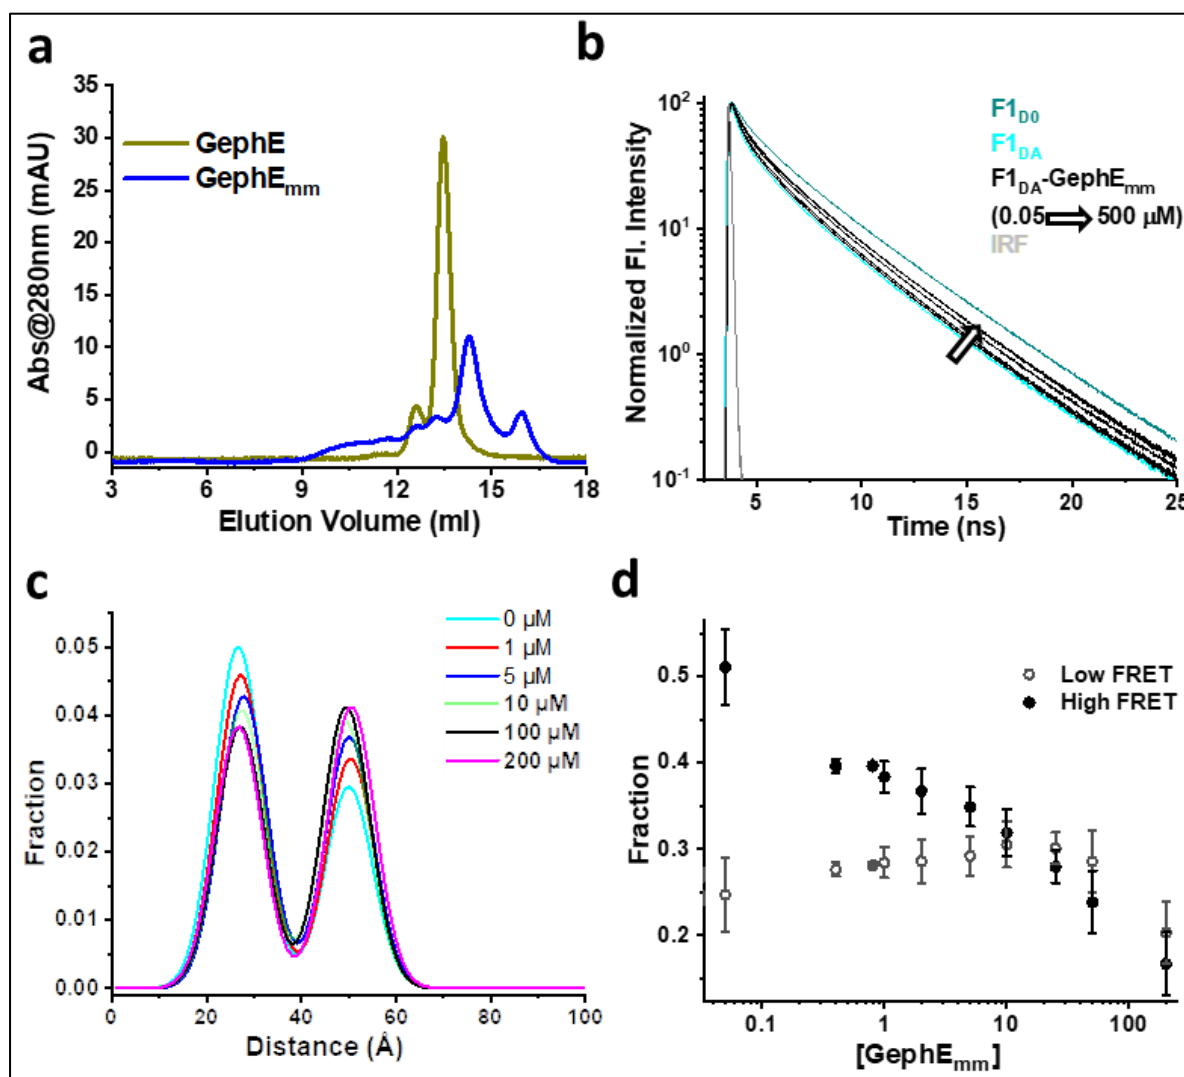 a
GephE
GephEmm
Abs@280nm (mAU)
35
30
25
20
15
10
5
0
3 6 9 12 15 18
Elution Volume (ml)
b
F1D0
F1DA
F1DA-GephEmm
(0.05 500 µM)
IRF
Normalized Fl. Intensity
10²
10¹
10⁰
10⁻¹
5 10 15 20 25
Time (ns)
c
0 µM
1 µM
5 µM
10 µM
100 µM
200 µM
Fraction
0.05
0.04
0.03
0.02
0.01
0.00
0 20 40 60 80 100
Distance (Å)
d
Low FRET
High FRET
Fraction
0.5
0.4
0.3
0.2
0.1 1 10 100
[GephEmm]